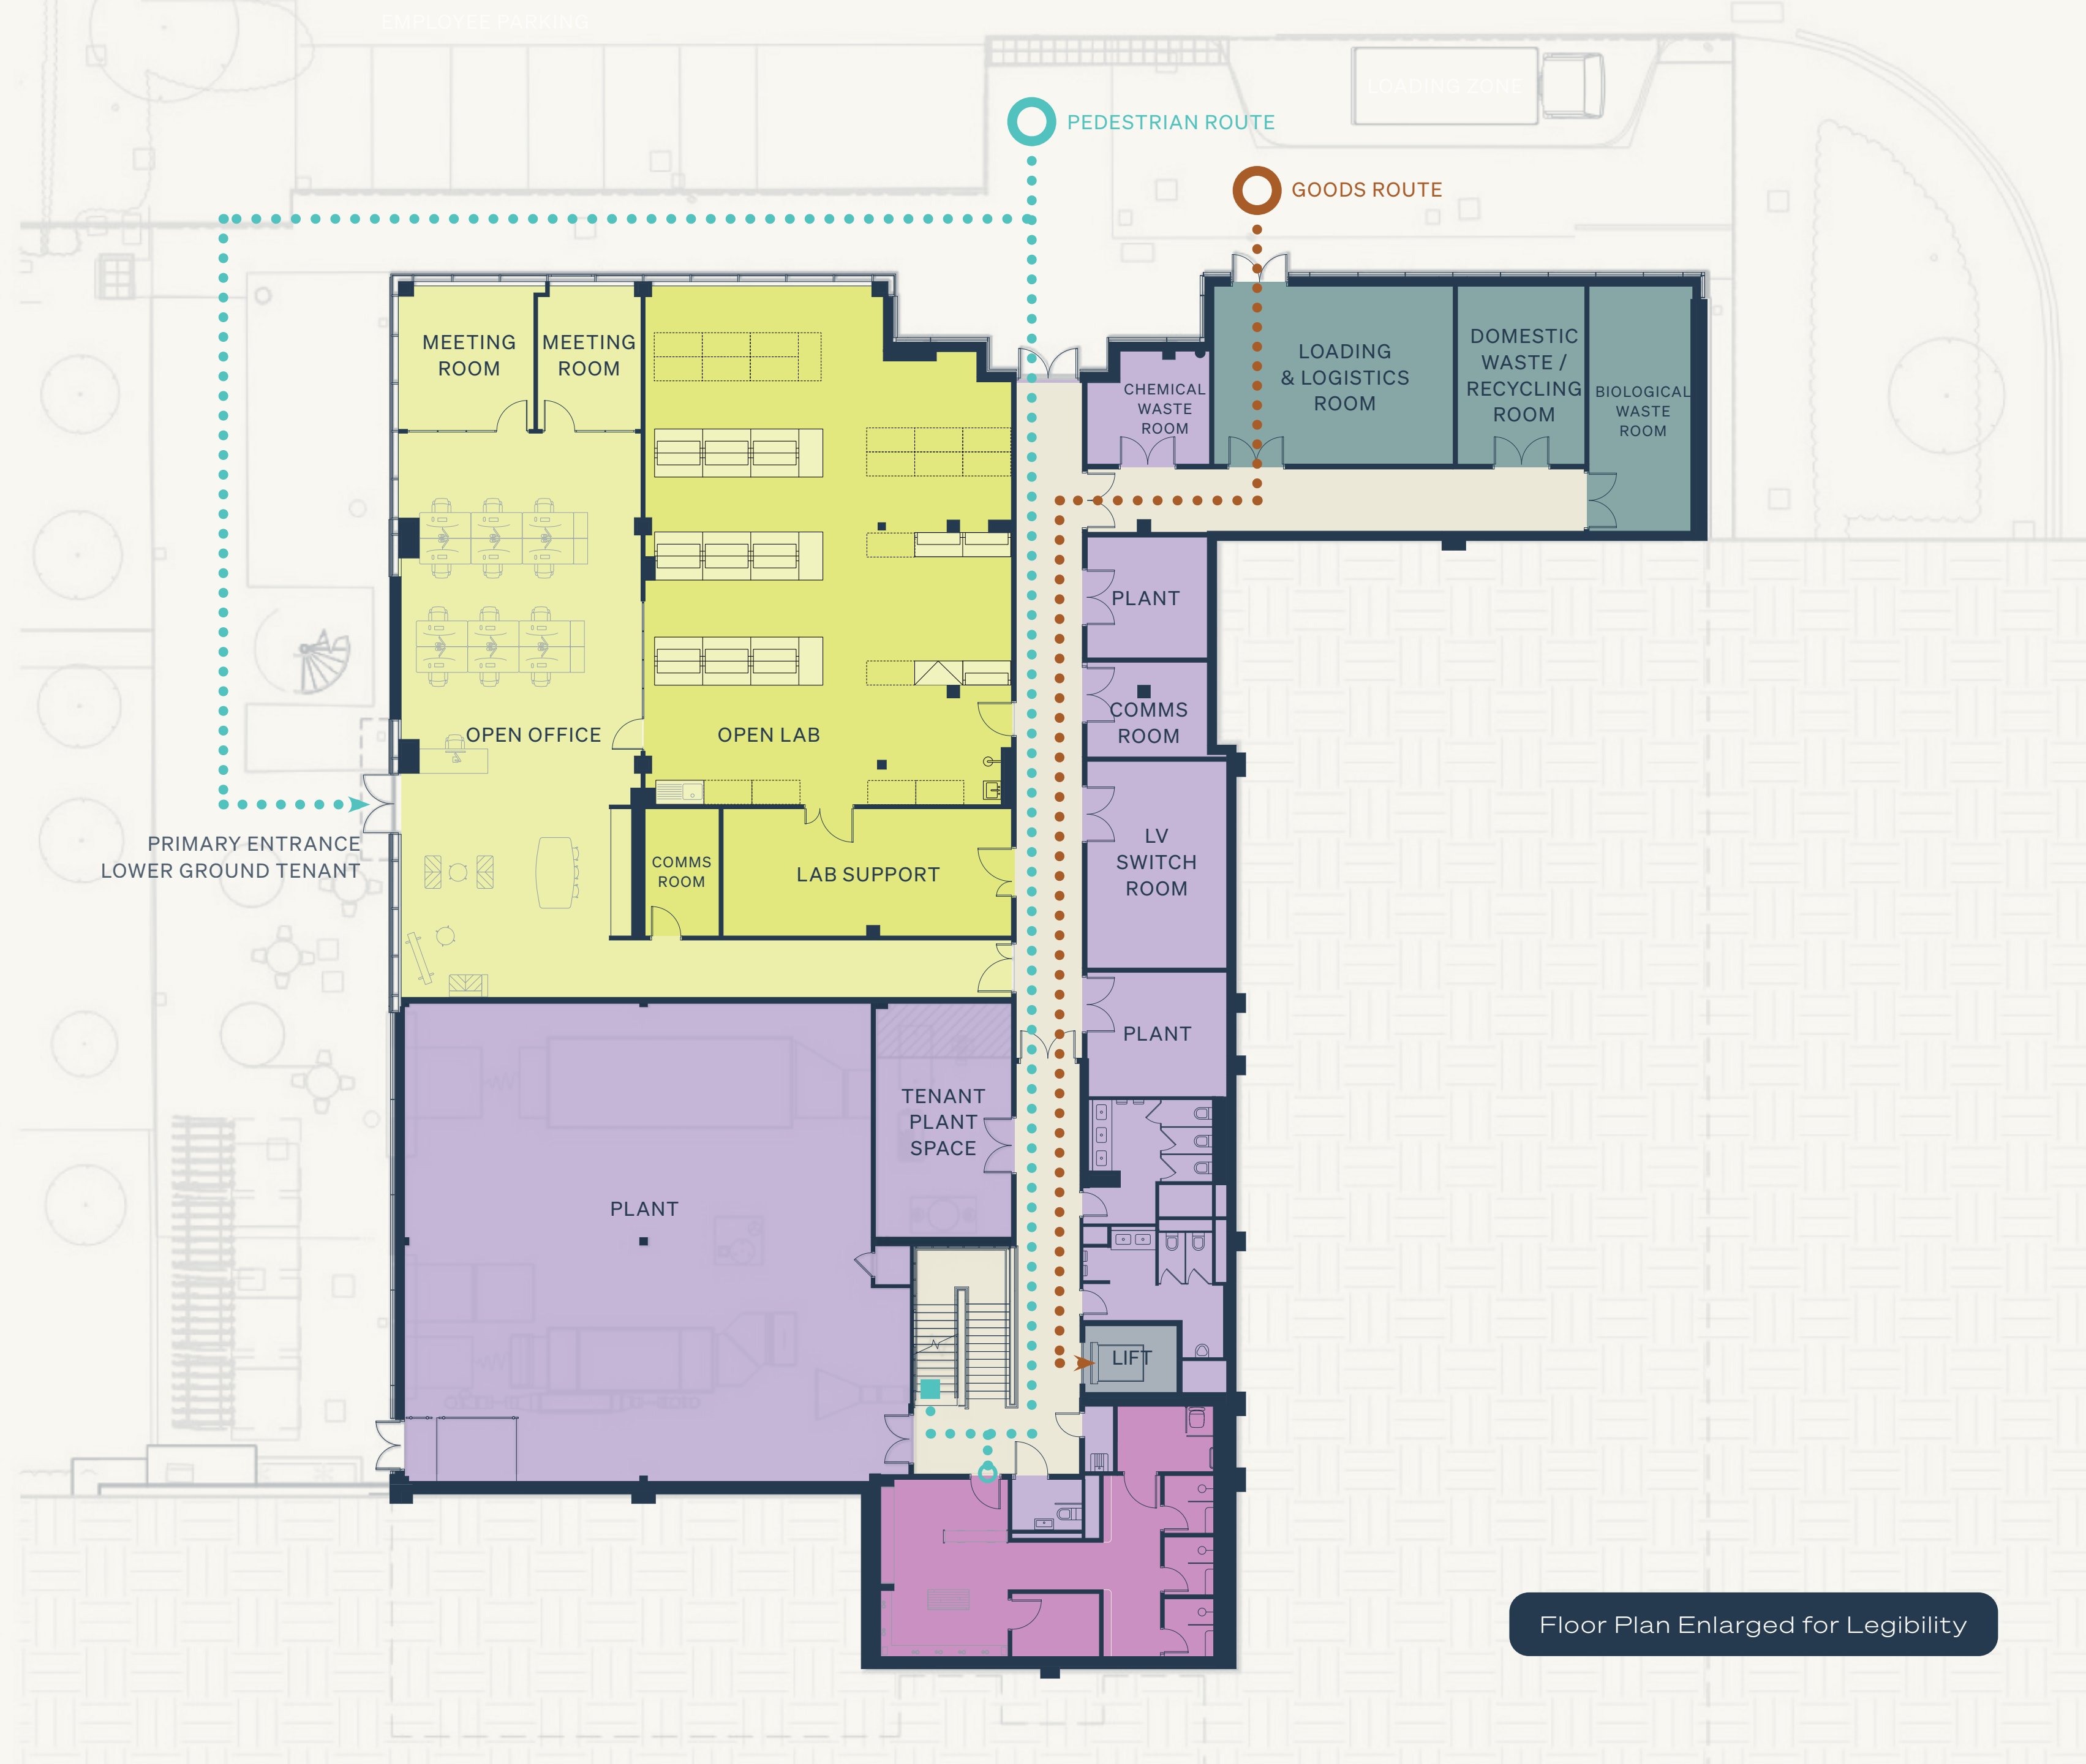 EMPLOYEE PARKING
LOADING ZONE
PEDESTRIAN ROUTE
GOODS ROUTE
MEETING
ROOM
MEETING
ROOM
CHEMICAL
WASTE
ROOM
LOADING
& LOGISTICS
ROOM
DOMESTIC
WASTE /
RECYCLING
ROOM
BIOLOGICAL
WASTE
ROOM
PLANT
COMMS
ROOM
OPEN OFFICE
OPEN LAB
PRIMARY ENTRANCE
LOWER GROUND TENANT
COMMS
ROOM
LAB SUPPORT
LV
SWITCH
ROOM
PLANT
TENANT
PLANT
SPACE
PLANT
LIFT
Floor Plan Enlarged for Legibility